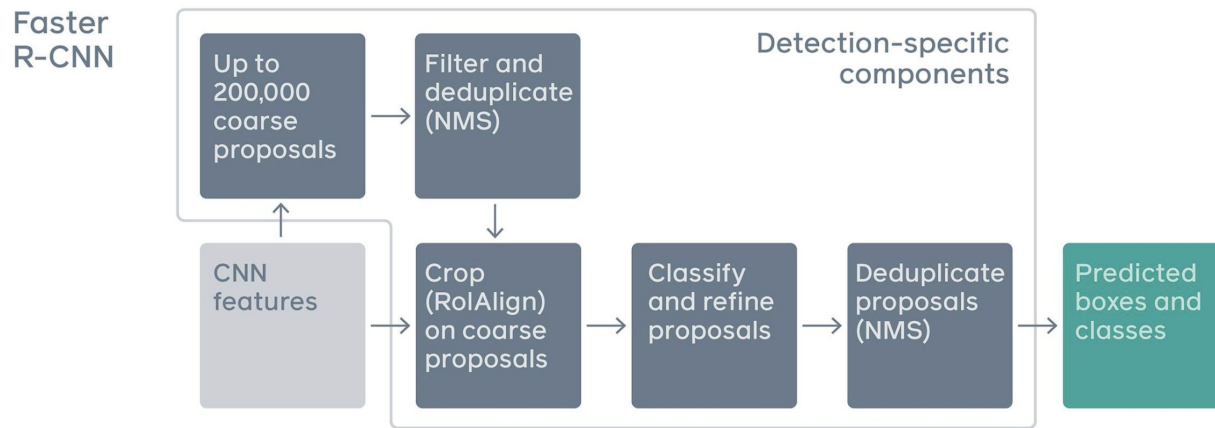 Faster
R-CNN
Up to
200,000
coarse
proposals
Filter and
deduplicate
(NMS)
Detection-specific
components
CNN
features
Crop
(RoIAlign)
on coarse
proposals
Classify
and refine
proposals
Deduplicate
proposals
(NMS)
Predicted
boxes and
classes